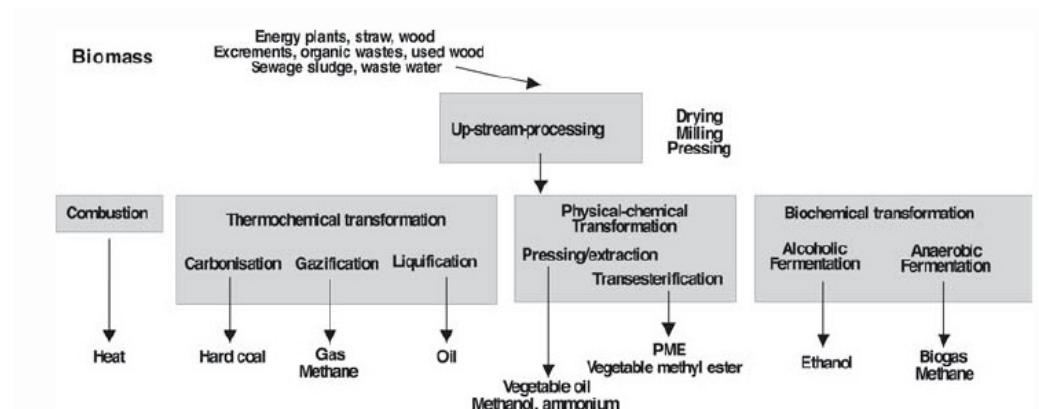 Biomass
Energy plants, straw, wood
Excrements, organic wastes, used wood
Sewage sludge, waste water
Up-stream-processing
Drying
Milling
Pressing
Combustion
Thermochemical transformation
Carbonisation
Gazification
Liquification
Physical-chemical
Transformation
Pressing/extraction
Transesterification
Biochemical transformation
Alcoholic
Fermentation
Anaerobic
Fermentation
Heat
Hard coal
Gas
Methane
Oil
Vegetable oil
Methanol, ammonium
PME
Vegetable methyl ester
Ethanol
Biogas
Methane